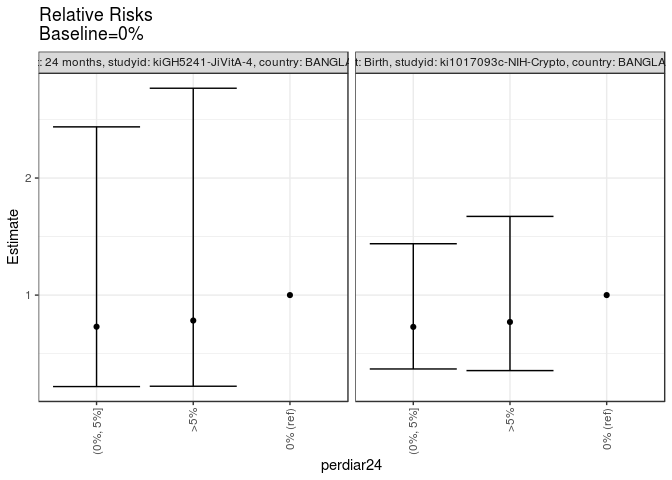 Relative Risks
Baseline=0%
: 24 months, studyid: kiGH5241-JiVitA-4, country: BANGLA
t: Birth, studyid: ki1017093c-NIH-Crypto, country: BANGLA
Estimate
2
1
(0%, 5%]
>5%
0% (ref)
(0%, 5%]
>5%
0% (ref)
perdiar24